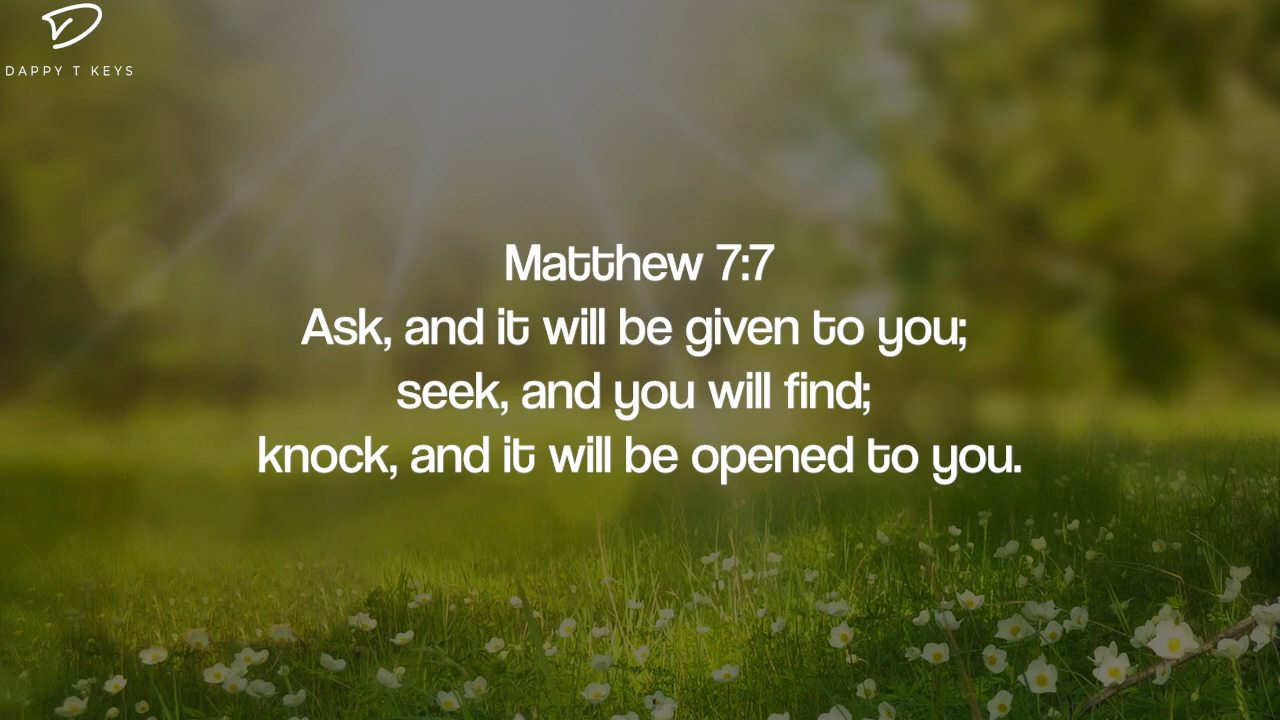 DAPPY T KEYS
Matthew 7:7
Ask, and it will be given to you;
seek, and you will find;
knock, and it will be opened to you.